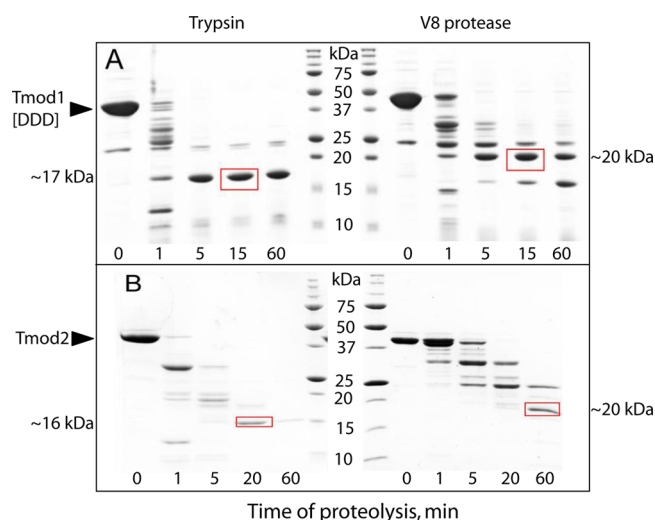 Trypsin V8 protease
A kDa
75
50
37
25
20
15
10
Tmod1
[DDD]
~17 kDa
~20 kDa
0 1 5 15 60 0 1 5 15 60
B kDa
75
50
37
25
20
15
10
Tmod2
~16 kDa
~20 kDa
0 1 5 20 60 0 1 5 20 60
Time of proteolysis, min